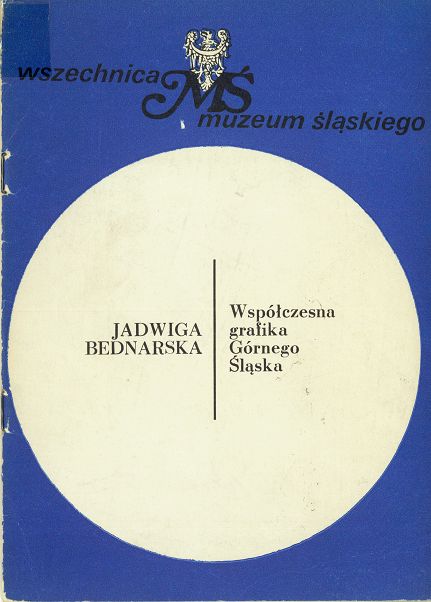 wszechnica
MŚ
muzeum śląskiego
JADWIGA
BEDNARSKA
Współczesna
grafika
Górnego
Śląska